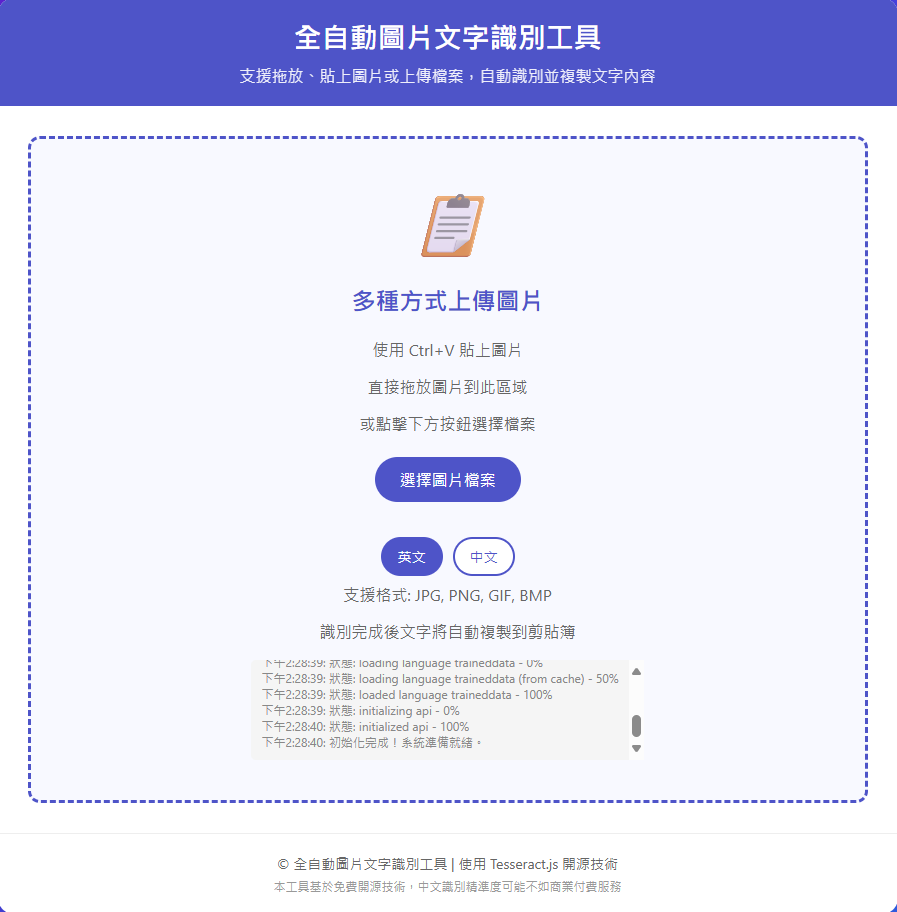 全自動圖片文字識別工具
支援拖放、貼上圖片或上傳檔案，自動識別並複製文字內容
多種方式上傳圖片
使用 Ctrl+V 貼上圖片
直接拖放圖片到此區域
或點擊下方按鈕選擇檔案
選擇圖片檔案
英文 中文
支援格式: JPG, PNG, GIF, BMP
識別完成後文字將自動複製到剪貼簿
下午2:28:39: 狀態: loading language traineddata - 0%
下午2:28:39: 狀態: loading language traineddata (from cache) - 50%
下午2:28:39: 狀態: loaded language traineddata - 100%
下午2:28:39: 狀態: initializing api - 0%
下午2:28:40: 狀態: initialized api - 100%
下午2:28:40: 初始化完成！系統準備就緒。
© 全自動圖片文字識別工具 | 使用 Tesseract.js 開源技術
本工具基於免費開源技術，中文識別精準度可能不如商業付費服務